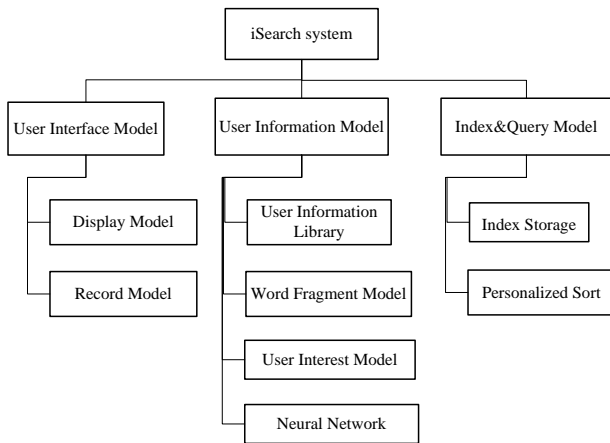 iSearch system
User Interface Model
User Information Model
Index&Query Model
Display Model
Record Model
User Information
Library
Word Fragment Model
User Interest Model
Neural Network
Index Storage
Personalized Sort